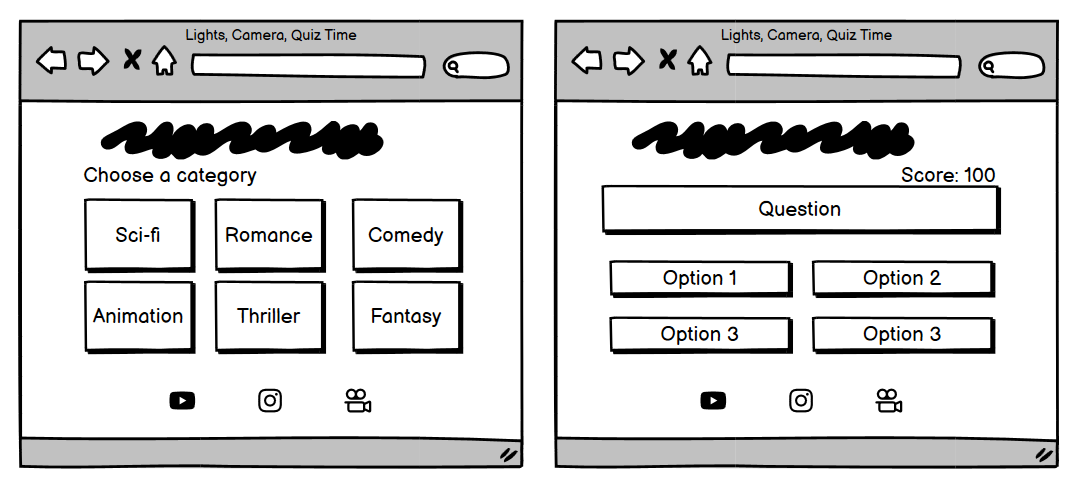 Lights, Camera, Quiz Time
Choose a category
Sci-fi Romance Comedy
Animation Thriller Fantasy
Lights, Camera, Quiz Time
Score: 100
Question
Option 1 Option 2
Option 3 Option 3